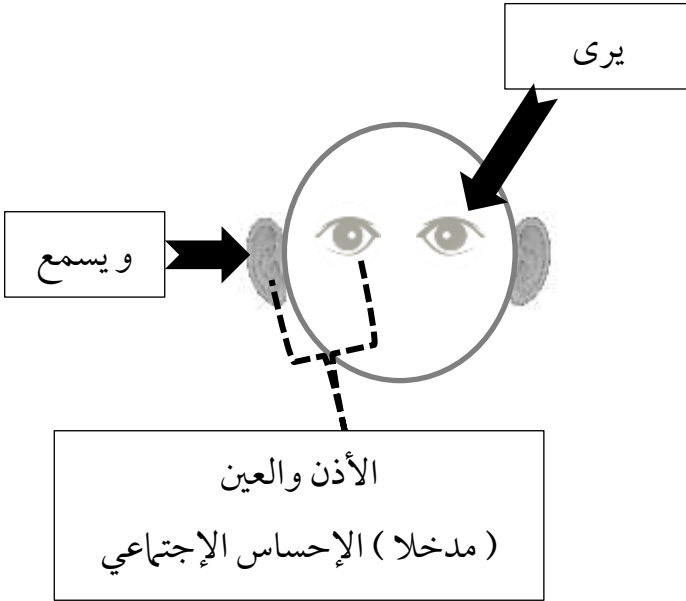 يرى
و يسمع
الأذن والعين
( مدخلا ) الإحساس الإجتماعي